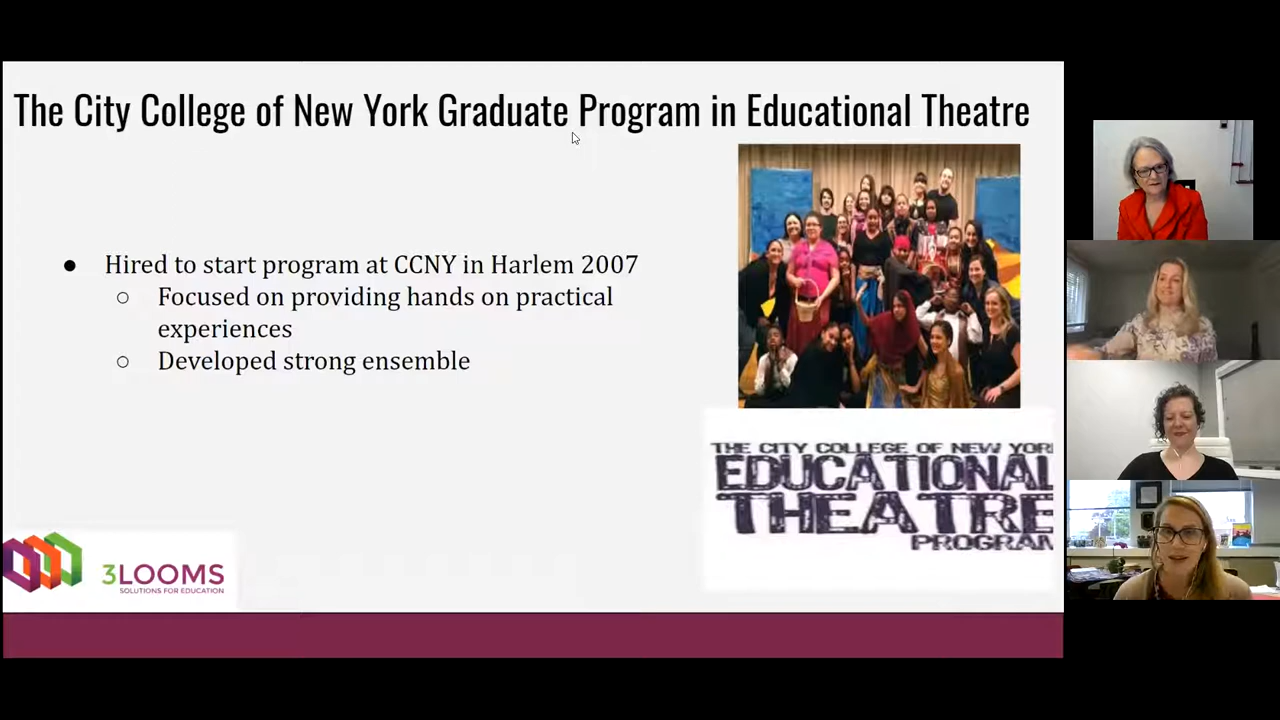 The City College of New York Graduate Program in Educational Theatre
● Hired to start program at CCNY in Harlem 2007
○ Focused on providing hands on practical
experiences
○ Developed strong ensemble
THE CITY COLLEGE OF NEW YOR
EDUCATIONAL
THEATRE
PROGRAM
3LOOMS
SOLUTIONS FOR EDUCATION